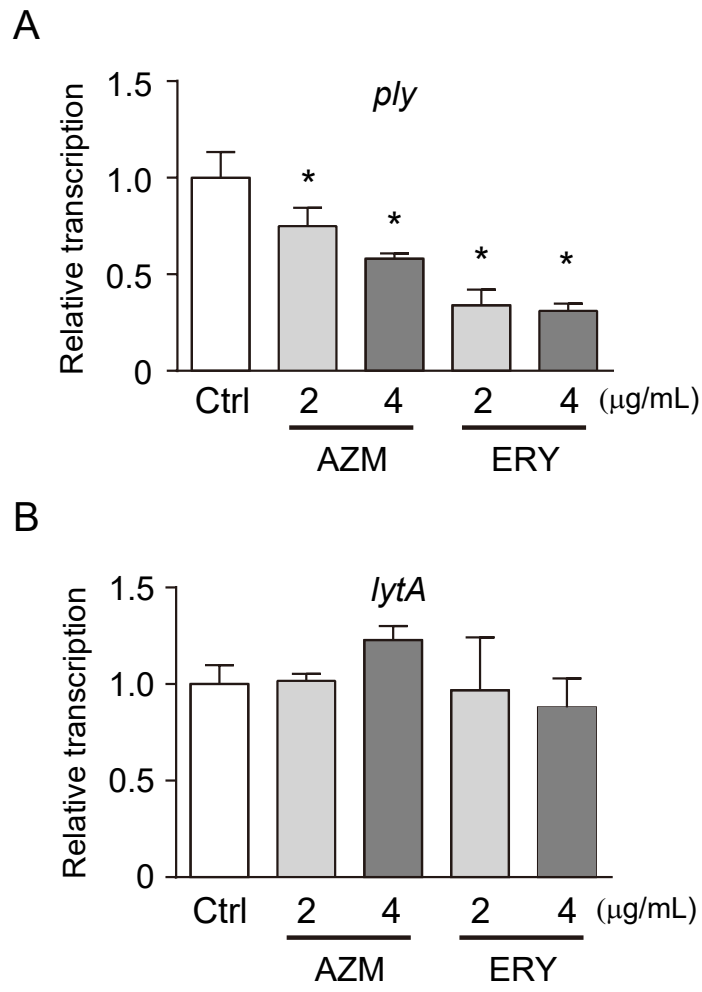 A
ply
Relative transcription
1.5
1.0
0.5
0
* * * *
Ctrl 2 4 2 4 (μg/mL)
AZM ERY
B
lytA
Relative transcription
1.5
1.0
0.5
0
Ctrl 2 4 2 4 (μg/mL)
AZM ERY